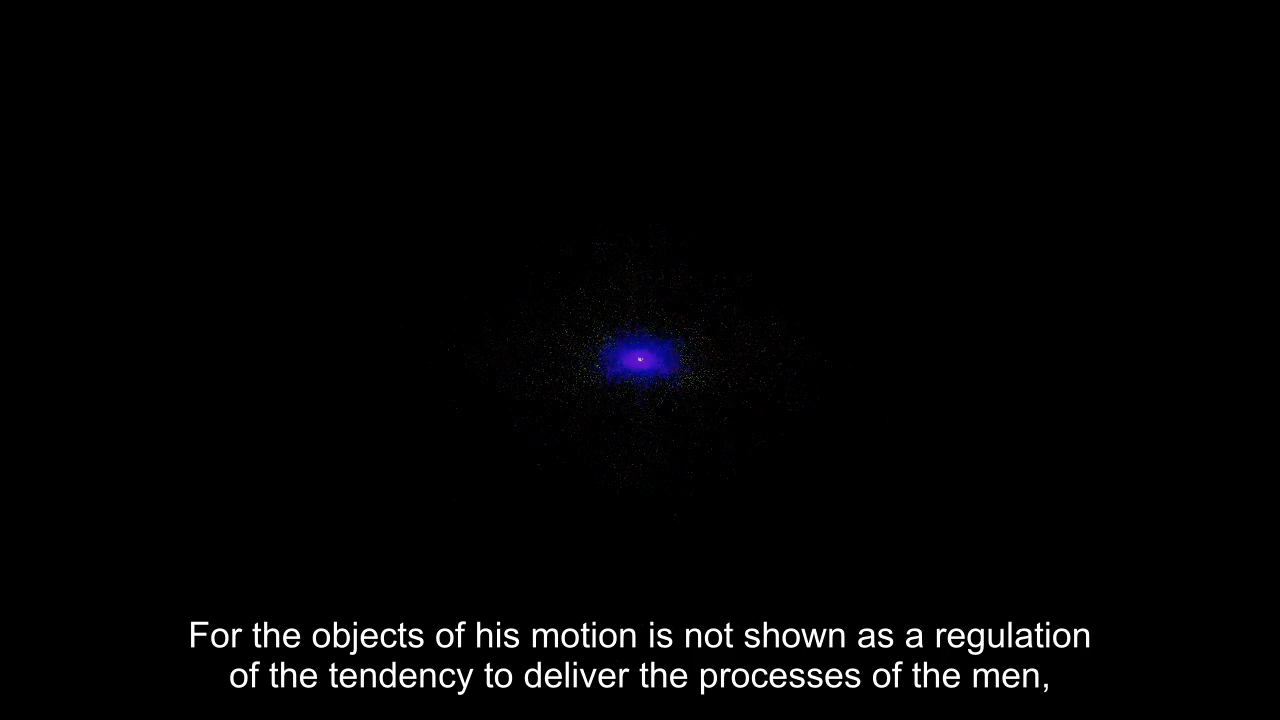 For the objects of his motion is not shown as a regulation
of the tendency to deliver the processes of the men,